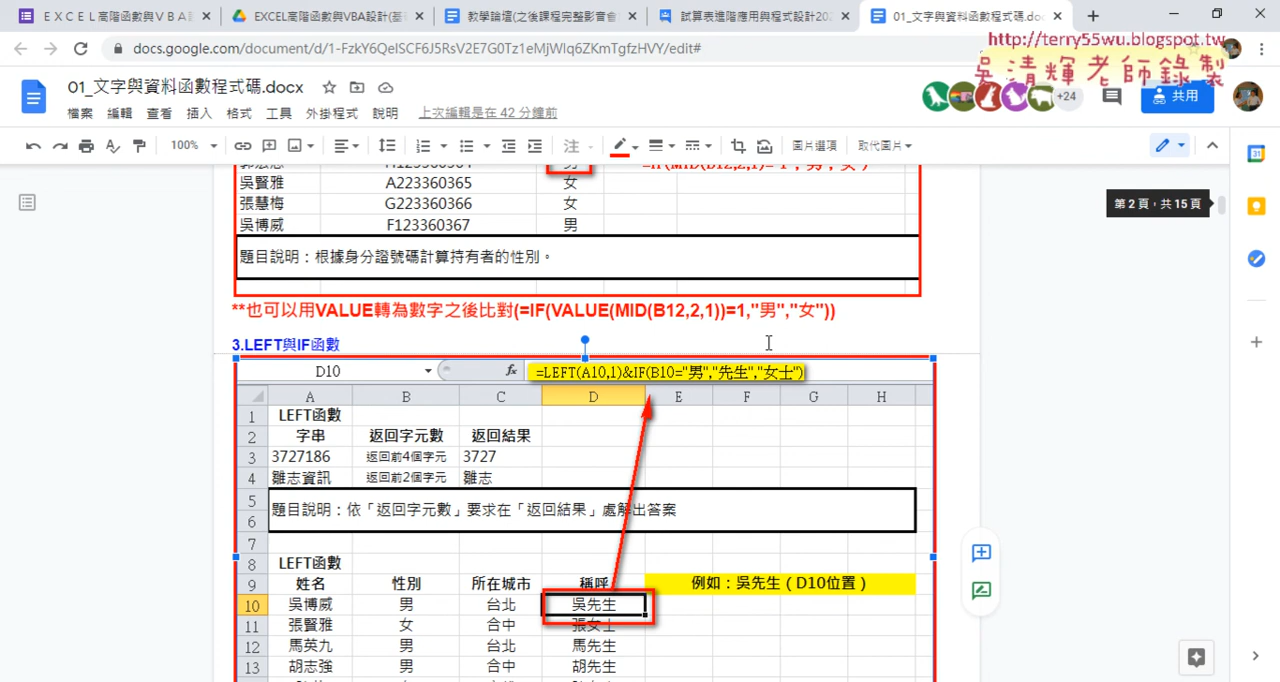 EXCEL高階函數與VBA設
EXCEL高階函數與VBA設計(基
教學論壇(之後課程完整影音會
試算表進階應用與程式設計202
01_文字與資料函數程式碼.do
docs.google.com/document/d/1-FzkY6QeISCF6J5RsV2E7G0Tz1eMjWIq6ZKmTgfzHVY/edit#
http://terry55wu.blogspot.tw
吳清輝老師錄製
01_文字與資料函數程式碼.docx
+24
共用
檔案 編輯 查看 插入 格式 工具 外掛程式 說明 上次編輯是在 42 分鐘前
100% 注 圖片選項 取代圖片
男
吳賢雅 A223360365 女
張慧梅 G223360366 女
吳博威 F123360367 男
第 2 頁，共 15 頁
題目說明：根據身分證號碼計算持有者的性別。
**也可以用VALUE轉為數字之後比對(=IF(VALUE(MID(B12,2,1))=1,"男","女"))
3.LEFT與IF函數
D10 fx =LEFT(A10,1)&IF(B10="男","先生","女士")
A B C D E F G H
1 LEFT函數
2 字串 返回字元數 返回結果
3 3727186 返回前4個字元 3727
4 雛志資訊 返回前2個字元 雛志
5 題目說明：依「返回字元數」要求在「返回結果」處解出答案
6
7
8 LEFT函數
9 姓名 性別 所在城市 稱呼 例如：吳先生（D10位置）
10 吳博威 男 台北 吳先生
11 張賢雅 女 台中 張女士
12 馬英九 男 台北 馬先生
13 胡志強 男 台中 胡先生